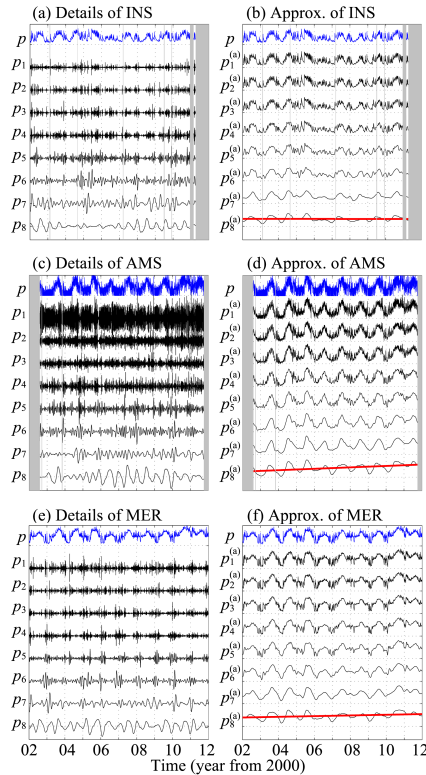 (a) Details of INS
(b) Approx. of INS
p
p
p1
p1(a)
p2
p2(a)
p3
p3(a)
p4
p4(a)
p5
p5(a)
p6
p6(a)
p7
p7(a)
p8
p8(a)
(c) Details of AMS
(d) Approx. of AMS
p
p
p1
p1(a)
p2
p2(a)
p3
p3(a)
p4
p4(a)
p5
p5(a)
p6
p6(a)
p7
p7(a)
p8
p8(a)
(e) Details of MER
(f) Approx. of MER
p
p
p1
p1(a)
p2
p2(a)
p3
p3(a)
p4
p4(a)
p5
p5(a)
p6
p6(a)
p7
p7(a)
p8
p8(a)
02 04 06 08 10 12
02 04 06 08 10 12
Time (year from 2000)